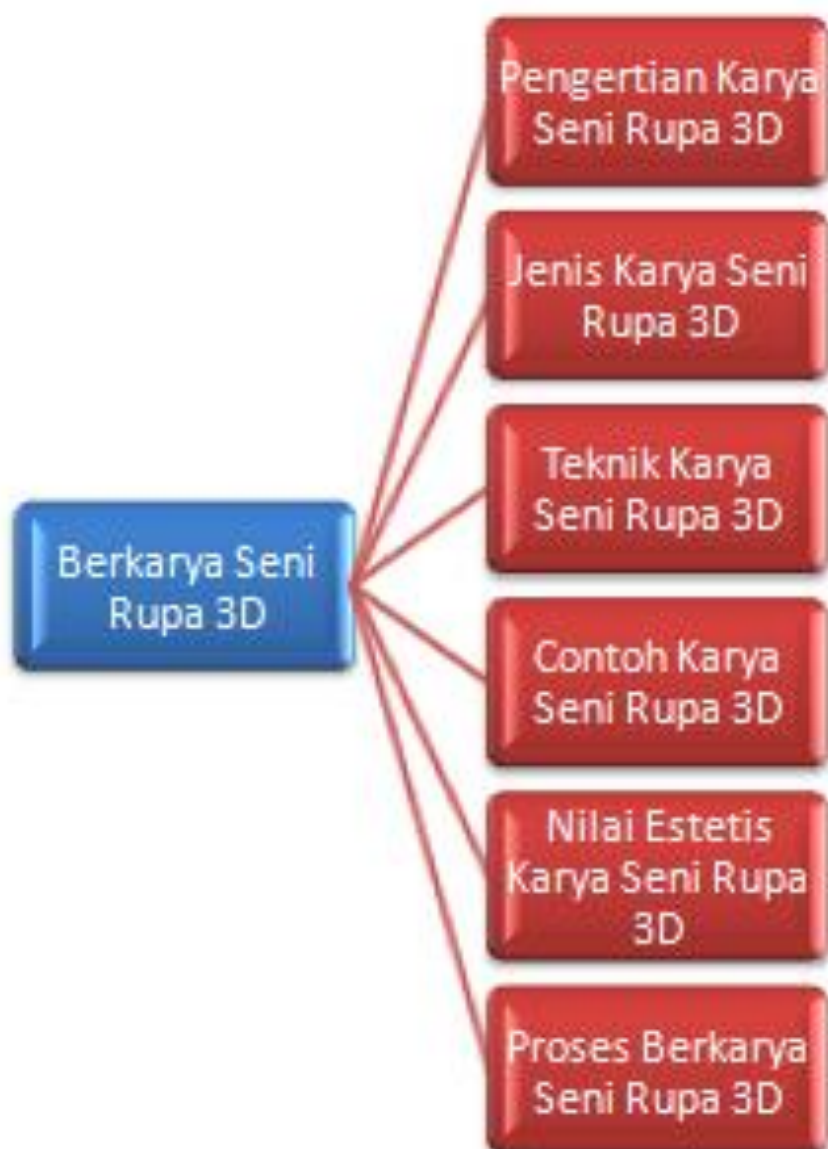 Pengertian Karya
Seni Rupa 3D
Jenis Karya Seni
Rupa 3D
Teknik Karya
Seni Rupa 3D
Berkarya Seni
Rupa 3D
Contoh Karya
Seni Rupa 3D
Nilai Estetis
Karya Seni Rupa
3D
Proses Berkarya
Seni Rupa 3D